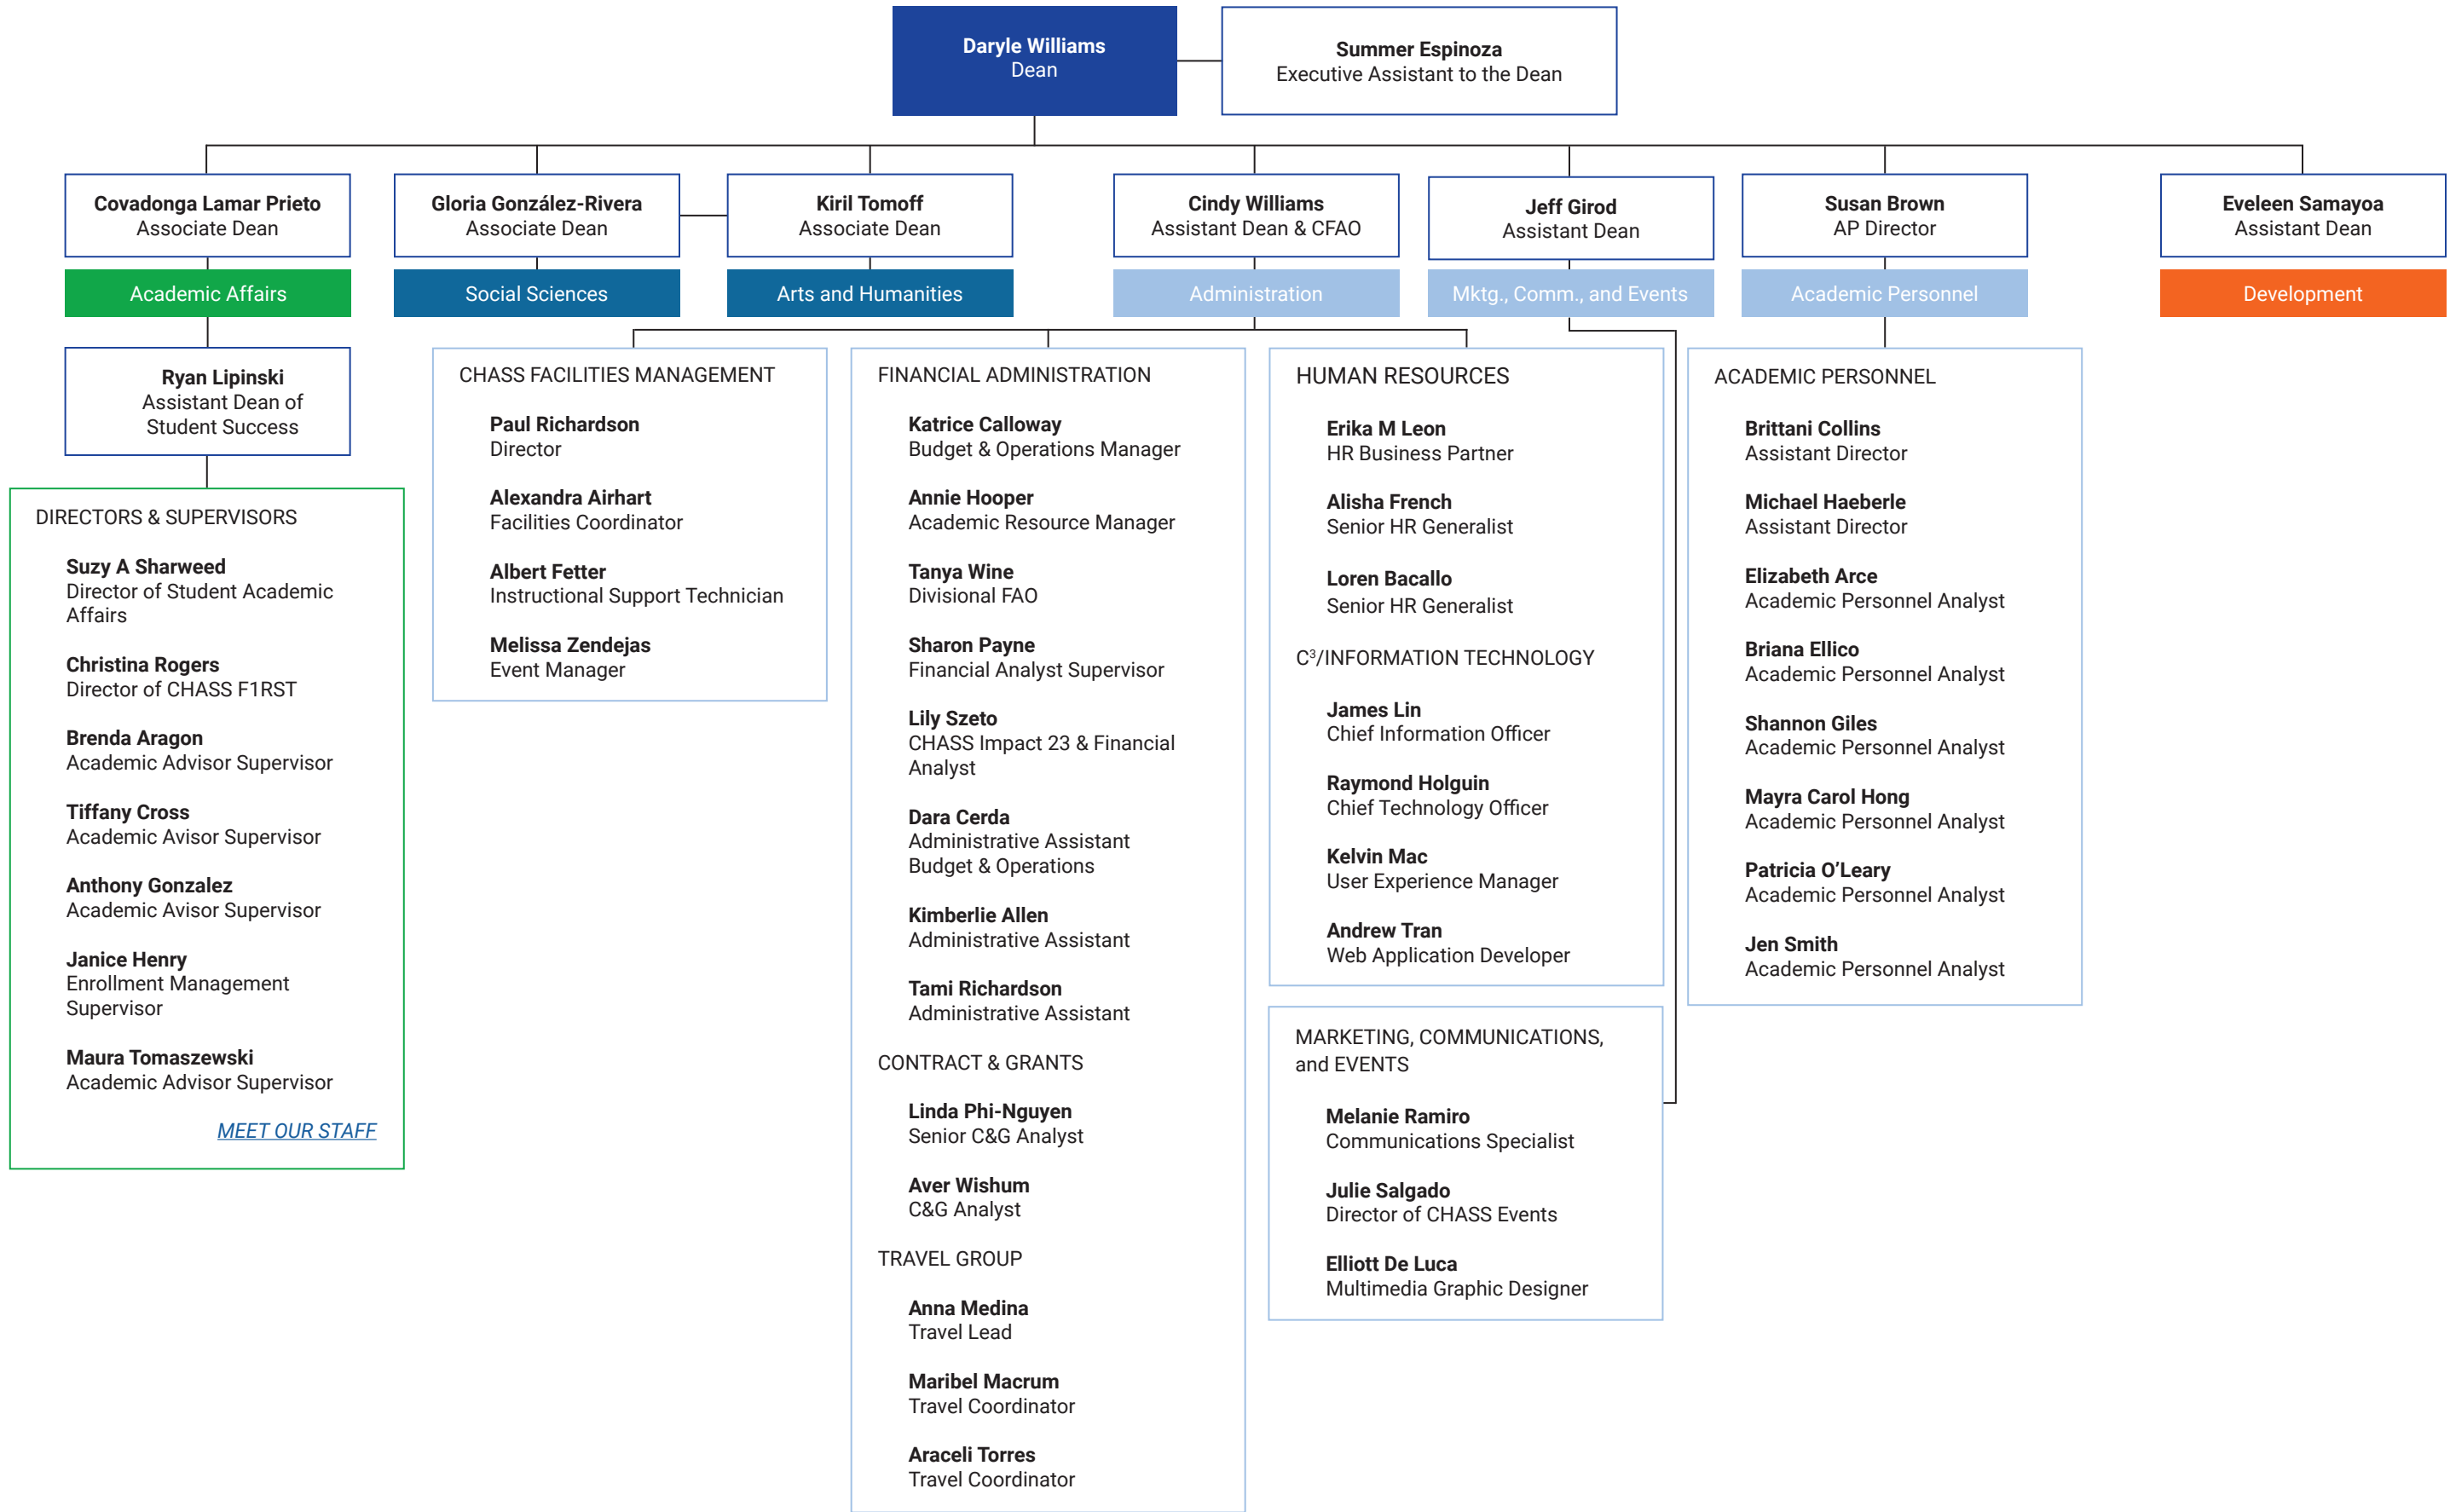 Daryle Williams
Dean
Summer Espinoza
Executive Assistant to the Dean
Covadonga Lamar Prieto
Associate Dean
Academic Affairs
Gloria González-Rivera
Associate Dean
Social Sciences
Kiril Tomoff
Associate Dean
Arts and Humanities
Cindy Williams
Assistant Dean & CFAO
Administration
Jeff Girod
Assistant Dean
Mktg., Comm., and Events
Susan Brown
AP Director
Academic Personnel
Eveleen Samayoa
Assistant Dean
Development
Ryan Lipinski
Assistant Dean of
Student Success
DIRECTORS & SUPERVISORS
Suzy A Sharweed
Director of Student Academic
Affairs
Christina Rogers
Director of CHASS F1RST
Brenda Aragon
Academic Advisor Supervisor
Tiffany Cross
Academic Avisor Supervisor
Anthony Gonzalez
Academic Avisor Supervisor
Janice Henry
Enrollment Management
Supervisor
Maura Tomaszewski
Academic Advisor Supervisor
MEET OUR STAFF
CHASS FACILITIES MANAGEMENT
Paul Richardson
Director
Alexandra Airhart
Facilities Coordinator
Albert Fetter
Instructional Support Technician
Melissa Zendejas
Event Manager
FINANCIAL ADMINISTRATION
Katrice Calloway
Budget & Operations Manager
Annie Hooper
Academic Resource Manager
Tanya Wine
Divisional FAO
Sharon Payne
Financial Analyst Supervisor
Lily Szeto
CHASS Impact 23 & Financial
Analyst
Dara Cerda
Administrative Assistant
Budget & Operations
Kimberlie Allen
Administrative Assistant
Tami Richardson
Administrative Assistant
CONTRACT & GRANTS
Linda Phi-Nguyen
Senior C&G Analyst
Aver Wishum
C&G Analyst
TRAVEL GROUP
Anna Medina
Travel Lead
Maribel Macrum
Travel Coordinator
Araceli Torres
Travel Coordinator
HUMAN RESOURCES
Erika M Leon
HR Business Partner
Alisha French
Senior HR Generalist
Loren Bacallo
Senior HR Generalist
C³/INFORMATION TECHNOLOGY
James Lin
Chief Information Officer
Raymond Holguin
Chief Technology Officer
Kelvin Mac
User Experience Manager
Andrew Tran
Web Application Developer
MARKETING, COMMUNICATIONS,
and EVENTS
Melanie Ramiro
Communications Specialist
Julie Salgado
Director of CHASS Events
Elliott De Luca
Multimedia Graphic Designer
ACADEMIC PERSONNEL
Brittani Collins
Assistant Director
Michael Haeberle
Assistant Director
Elizabeth Arce
Academic Personnel Analyst
Briana Ellico
Academic Personnel Analyst
Shannon Giles
Academic Personnel Analyst
Mayra Carol Hong
Academic Personnel Analyst
Patricia O’Leary
Academic Personnel Analyst
Jen Smith
Academic Personnel Analyst